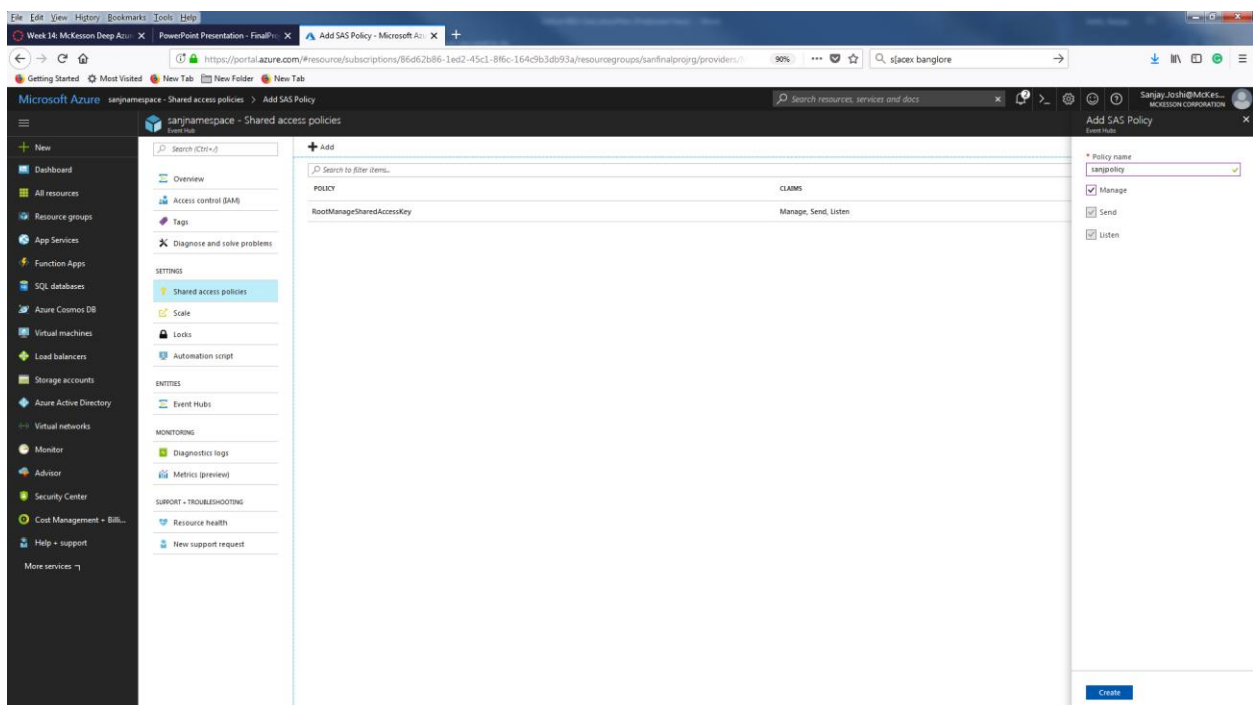 File Edit View History Bookmarks Tools Help
Week 14: McKesson Deep Azur
PowerPoint Presentation - FinalPro
Add SAS Policy - Microsoft Az
https://portal.azure.com/#resource/subscriptions/86d62b86-1ed2-45c1-8f6c-164c9b3db93a/resourcegroups/sanfinalprojrg/providers/
90%
s[acex banglore
Getting Started Most Visited New Tab New Folder New Tab
Microsoft Azure sanjnamespace - Shared access policies > Add SAS Policy
Search resources, services and docs
Sanjay.Joshi@McKes...
MCKESSON CORPORATION
New
Dashboard
All resources
Resource groups
App Services
Function Apps
SQL databases
Azure Cosmos DB
Virtual machines
Load balancers
Storage accounts
Azure Active Directory
Virtual networks
Monitor
Advisor
Security Center
Cost Management + Billi...
Help + support
More services
sanjnamespace - Shared access policies
Event Hub
Search (Ctrl+/)
Overview
Access control (IAM)
Tags
Diagnose and solve problems
SETTINGS
Shared access policies
Scale
Locks
Automation script
ENTITIES
Event Hubs
MONITORING
Diagnostics logs
Metrics (preview)
SUPPORT + TROUBLESHOOTING
Resource health
New support request
Add
Search to filter items...
POLICY CLAIMS
RootManageSharedAccessKey Manage, Send, Listen
Add SAS Policy
Event Hubs
* Policy name
sanjpolicy
Manage
Send
Listen
Create